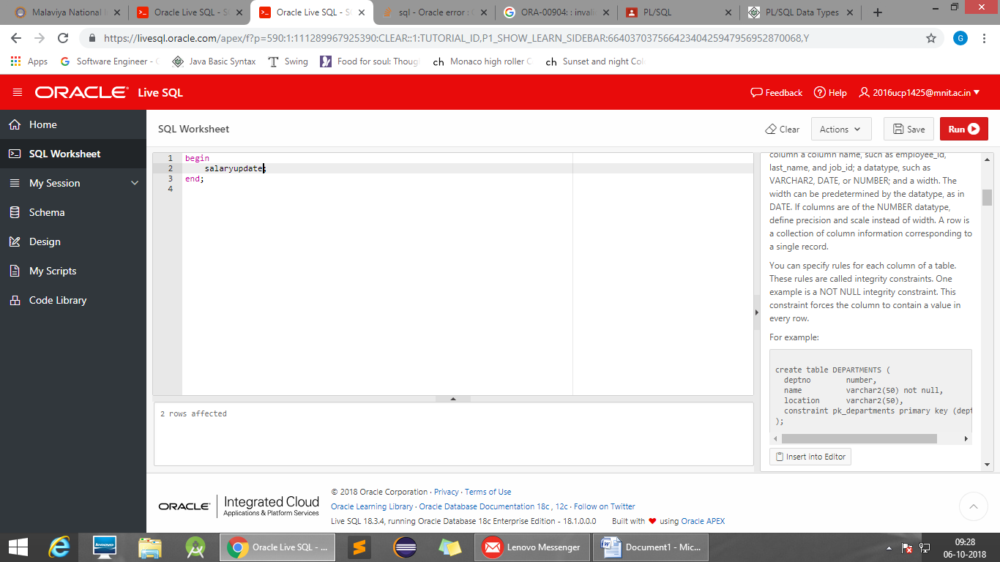 Malaviya National
Oracle Live SQL - S
Oracle Live SQL - S
sql - Oracle error :
ORA-00904: : invali
PL/SQL
PL/SQL Data Types
https://livesql.oracle.com/apex/f?p=590:1:111289967925390:CLEAR::1:TUTORIAL_ID,P1_SHOW_LEARN_SIDEBAR:66403703756642340425947956952870068,Y
G
Apps
Software Engineer -
Java Basic Syntax
Swing
Food for soul: Thoug
ch Monaco high roller
ch Sunset and night Col
ORACLE Live SQL
Feedback
Help
2016ucp1425@mnit.ac.in
Home
SQL Worksheet
My Session
Schema
Design
My Scripts
Code Library
SQL Worksheet
Clear
Actions
Save
Run
1 begin
2 salaryupdate;
3 end;
4
2 rows affected
column a column name, such as employee_id,
last_name, and job_id; a datatype, such as
VARCHAR2, DATE, or NUMBER; and a width. The
width can be predetermined by the datatype, as in
DATE. If columns are of the NUMBER datatype,
define precision and scale instead of width. A row is
a collection of column information corresponding to
a single record.
You can specify rules for each column of a table.
These rules are called integrity constraints. One
example is a NOT NULL integrity constraint. This
constraint forces the column to contain a value in
every row.
For example:
create table DEPARTMENTS (
deptno number,
name varchar2(50) not null,
location varchar2(50),
constraint pk_departments primary key (dept
);
Insert into Editor
ORACLE Integrated Cloud
Applications & Platform Services
© 2018 Oracle Corporation · Privacy · Terms of Use
Oracle Learning Library · Oracle Database Documentation 18c , 12c · Follow on Twitter
Live SQL 18.3.4, running Oracle Database 18c Enterprise Edition - 18.1.0.0.0 Built with ❤ using Oracle APEX
lenovo
Oracle Live SQL - ...
Lenovo Messenger
Document1 - Mic...
09:28
06-10-2018